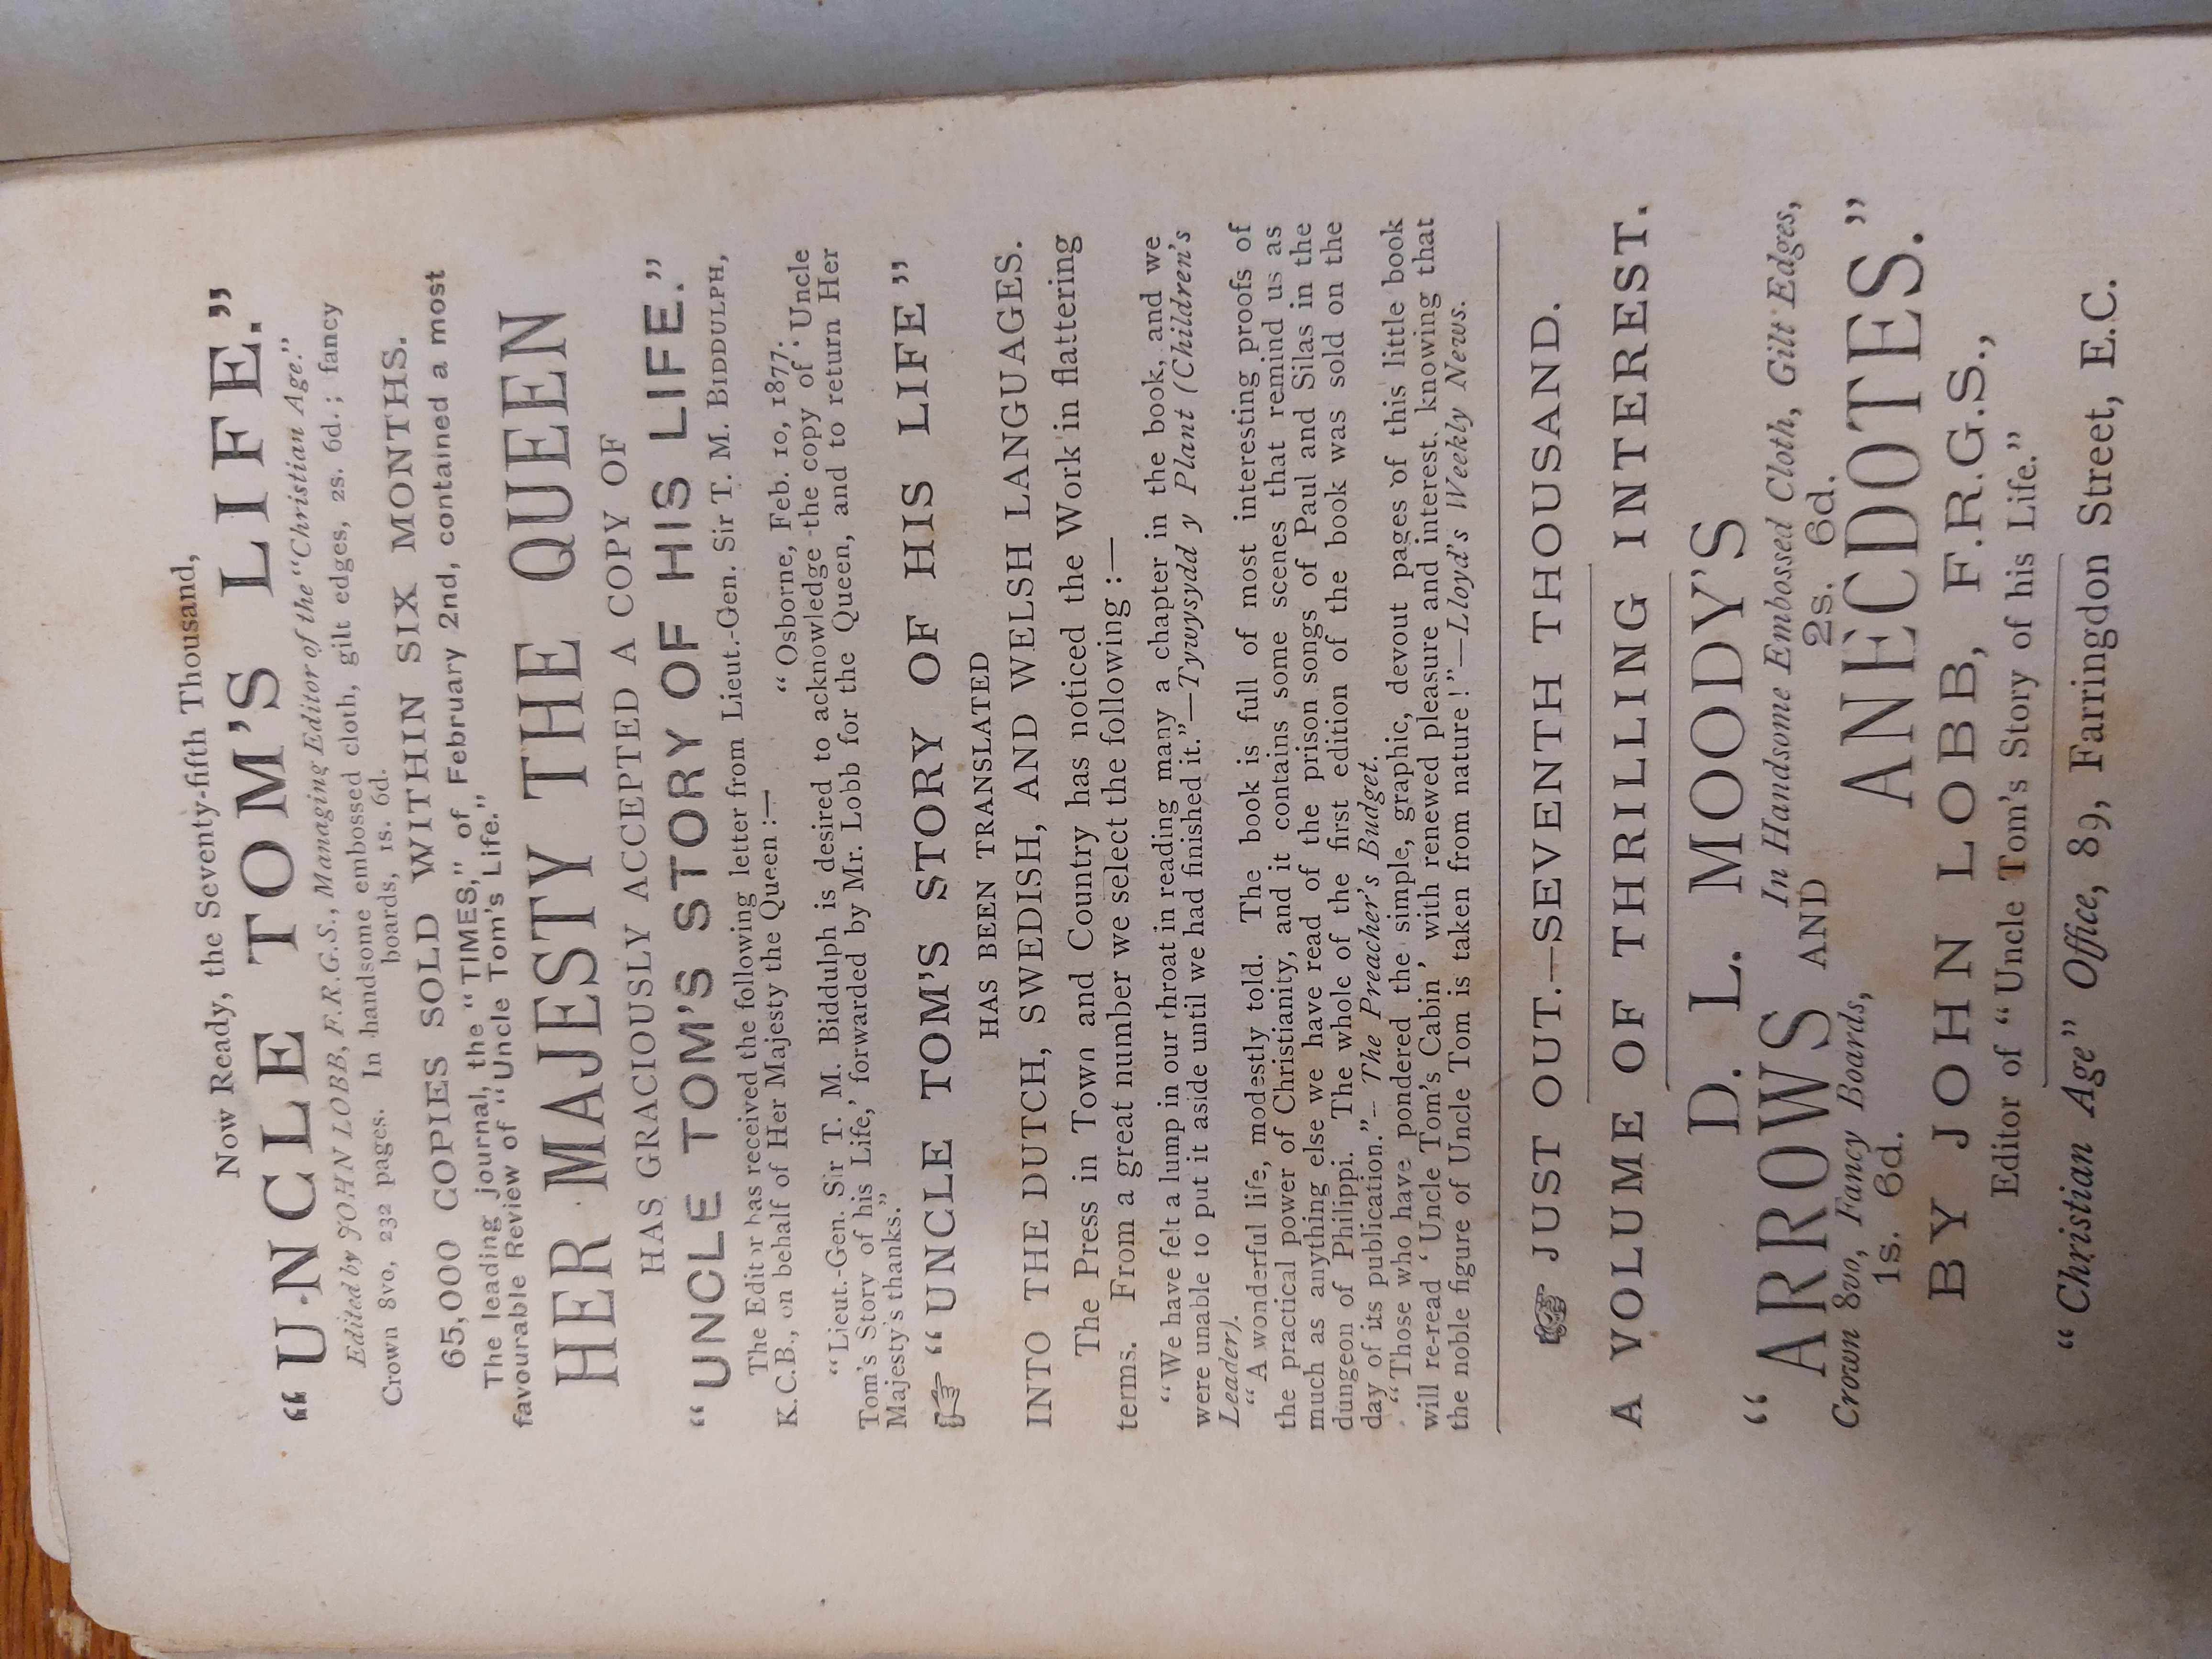 Now Ready, the Seventy-fifth Thousand,
“UNCLE TOM’S LIFE.”
Edited by JOHN LOBB, F.R.G.S., Managing Editor of the “Christian Age.”
Crown 8vo, 232 pages. In handsome embossed cloth, gilt edges, 2s. 6d.; fancy
boards, 1s. 6d.
65,000 COPIES SOLD WITHIN SIX MONTHS.
The leading journal, the “TIMES,” of February 2nd, contained a most
favourable Review of “Uncle Tom’s Life.”
HER MAJESTY THE QUEEN
HAS GRACIOUSLY ACCEPTED A COPY OF
“UNCLE TOM’S STORY OF HIS LIFE.”
The Editor has received the following letter from Lieut.-Gen. Sir T. M. BIDDULPH,
K.C.B., on behalf of Her Majesty the Queen:—
“Osborne, Feb. 10, 1877.
“Lieut.-Gen. Sir T. M. Biddulph is desired to acknowledge the copy of ‘Uncle
Tom’s Story of his Life,’ forwarded by Mr. Lobb for the Queen, and to return Her
Majesty’s thanks.”
☞ “UNCLE TOM’S STORY OF HIS LIFE”
HAS BEEN TRANSLATED
INTO THE DUTCH, SWEDISH, AND WELSH LANGUAGES.
The Press in Town and Country has noticed the Work in flattering
terms. From a great number we select the following:—
“We have felt a lump in our throat in reading many a chapter in the book, and we
were unable to put it aside until we had finished it.”—Tywysydd y Plant (Children’s
Leader).
“A wonderful life, modestly told. The book is full of most interesting proofs of
the practical power of Christianity, and it contains some scenes that remind us as
much as anything else we have read of the prison songs of Paul and Silas in the
dungeon of Philippi. The whole of the first edition of the book was sold on the
day of its publication.”—The Preacher’s Budget.
“Those who have pondered the simple, graphic, devout pages of this little book
will re-read ‘Uncle Tom’s Cabin’ with renewed pleasure and interest, knowing that
the noble figure of Uncle Tom is taken from nature!”—Lloyd’s Weekly News.
☞ JUST OUT.—SEVENTH THOUSAND.
A VOLUME OF THRILLING INTEREST.
D. L. MOODY’S
“ARROWS AND ANECDOTES.”
Crown 8vo, Fancy Boards, In Handsome Embossed Cloth, Gilt Edges,
1s. 6d. 2s. 6d.
BY JOHN LOBB, F.R.G.S.,
Editor of “Uncle Tom’s Story of his Life.”
“Christian Age” Office, 89, Farringdon Street, E.C.